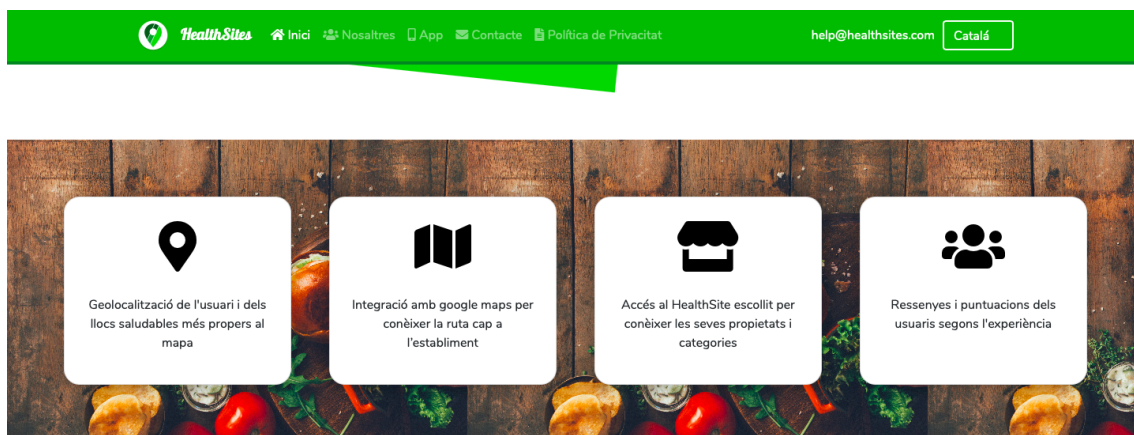 HealthSites Inici Nosaltres App Contacte Política de Privacitat help@healthsites.com Catalá
Geolocalització de l'usuari i dels
llocs saludables més propers al
mapa
Integració amb google maps per
conèixer la ruta cap a
l'establiment
Accés al HealthSite escollit per
conèixer les seves propietats i
categories
Ressenyes i puntuacions dels
usuaris segons l'experiència